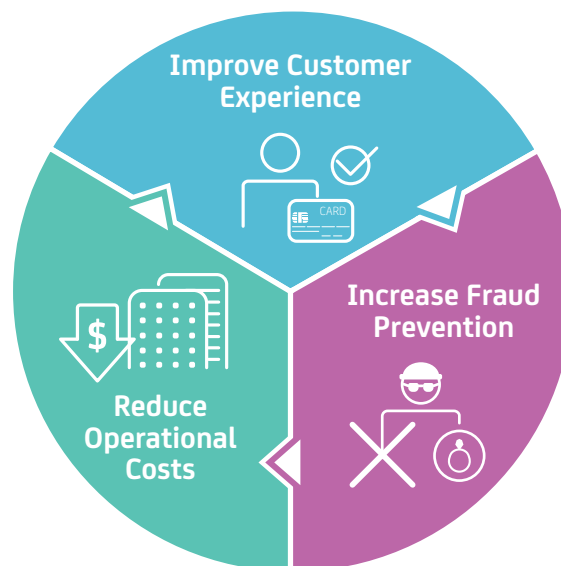 Improve Customer
Experience
CARD
Increase Fraud
Prevention
$
Reduce
Operational
Costs